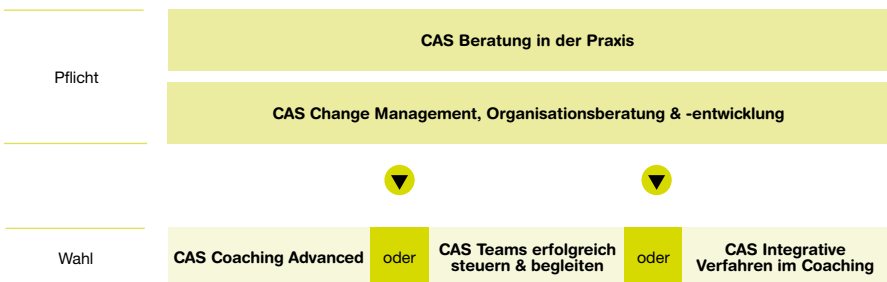 Pflicht
CAS Beratung in der Praxis
CAS Change Management, Organisationsberatung & -entwicklung
Wahl
CAS Coaching Advanced
oder
CAS Teams erfolgreich
steuern & begleiten
oder
CAS Integrative
Verfahren im Coaching